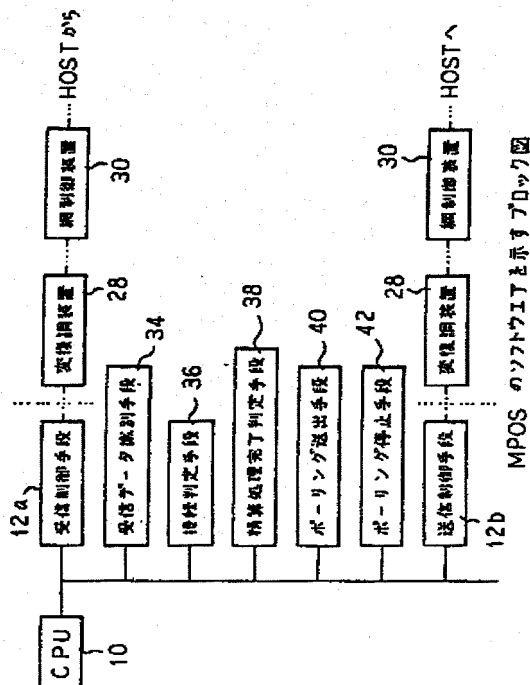 CPU
10
12a
受信制御手段
変復調装置
28
網制御装置
30
HOSTから
受信データ識別手段
34
接続判定手段
36
精算処理完了判定手段
38
ポーリング送出手段
40
ポーリング停止手段
42
送信制御手段
12b
変復調装置
28
網制御装置
30
HOSTへ
MPOS のソフトウエアを示すブロック図